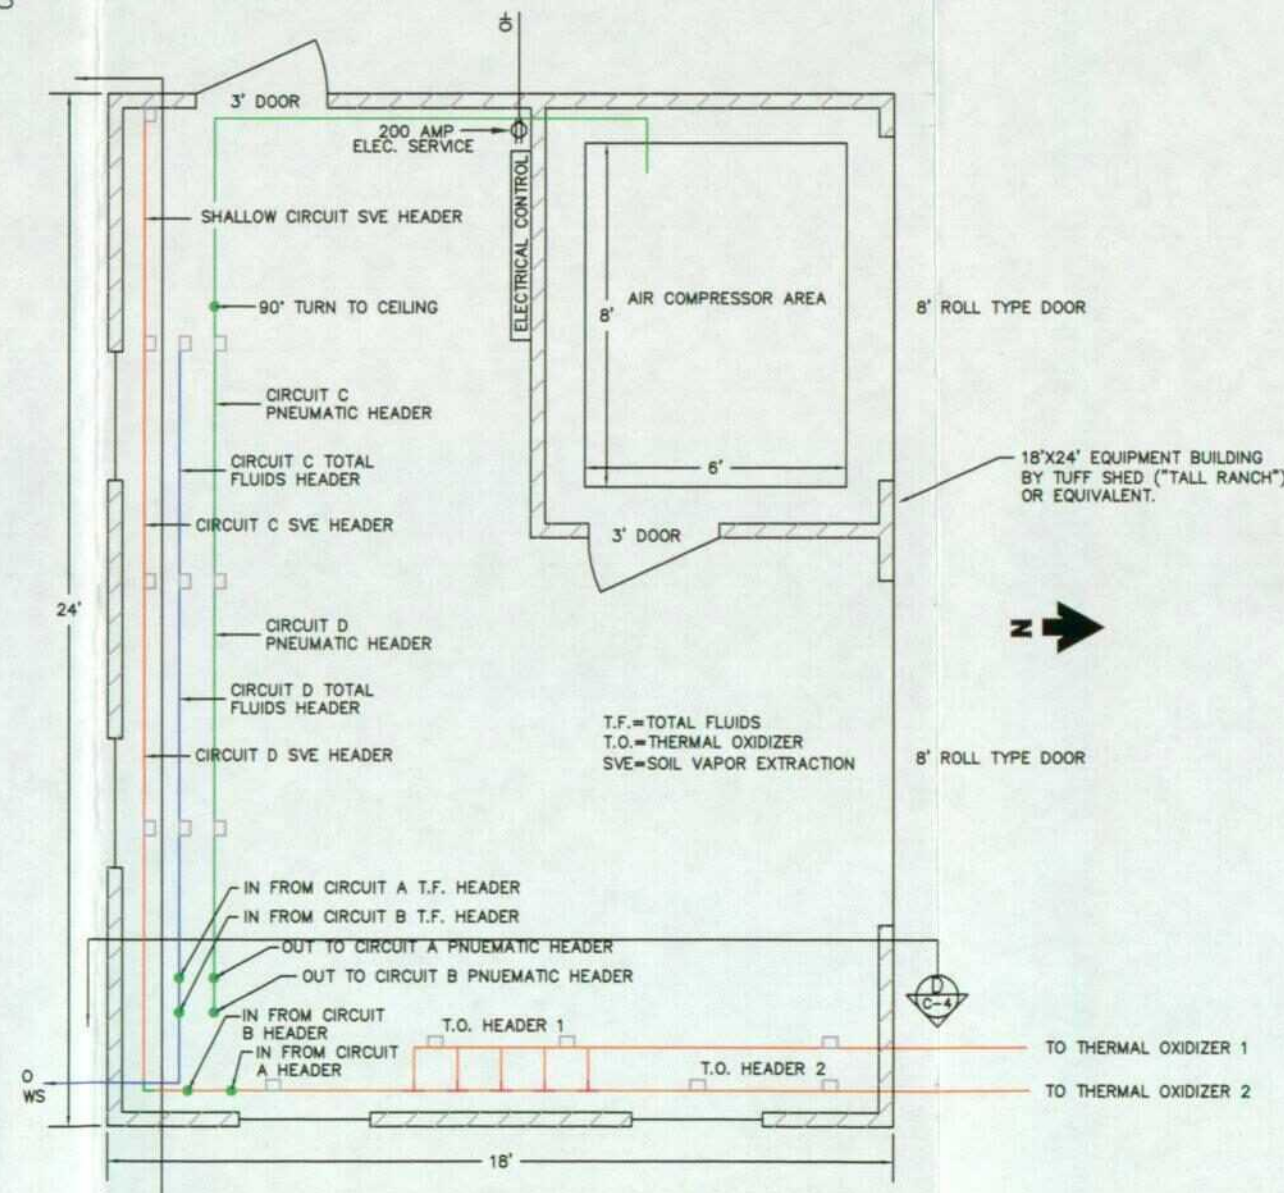 3' DOOR
200 AMP
ELEC. SERVICE
ELECTRICAL CONTROL
SHALLOW CIRCUIT SVE HEADER
90° TURN TO CEILING
8'
AIR COMPRESSOR AREA
8' ROLL TYPE DOOR
CIRCUIT C
PNEUMATIC HEADER
CIRCUIT C TOTAL
FLUIDS HEADER
6'
18'X24' EQUIPMENT BUILDING
BY TUFF SHED ("TALL RANCH")
OR EQUIVALENT.
CIRCUIT C SVE HEADER
3' DOOR
24'
CIRCUIT D
PNEUMATIC HEADER
N
CIRCUIT D TOTAL
FLUIDS HEADER
T.F.=TOTAL FLUIDS
T.O.=THERMAL OXIDIZER
SVE=SOIL VAPOR EXTRACTION
CIRCUIT D SVE HEADER
8' ROLL TYPE DOOR
IN FROM CIRCUIT A T.F. HEADER
IN FROM CIRCUIT B T.F. HEADER
OUT TO CIRCUIT A PNUEMATIC HEADER
OUT TO CIRCUIT B PNUEMATIC HEADER
D
C-4
IN FROM CIRCUIT
B HEADER
T.O. HEADER 1
TO THERMAL OXIDIZER 1
IN FROM CIRCUIT
A HEADER
T.O. HEADER 2
O
WS
TO THERMAL OXIDIZER 2
18'